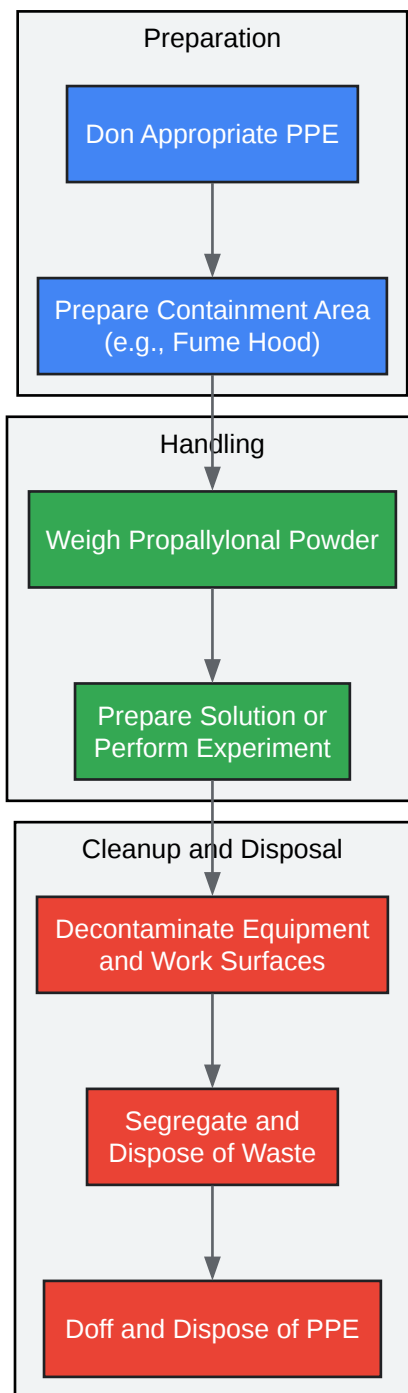 Preparation
Don Appropriate PPE
Prepare Containment Area
(e.g., Fume Hood)
Handling
Weigh Propallylonal Powder
Prepare Solution or
Perform Experiment
Cleanup and Disposal
Decontaminate Equipment
and Work Surfaces
Segregate and
Dispose of Waste
Doff and Dispose of PPE